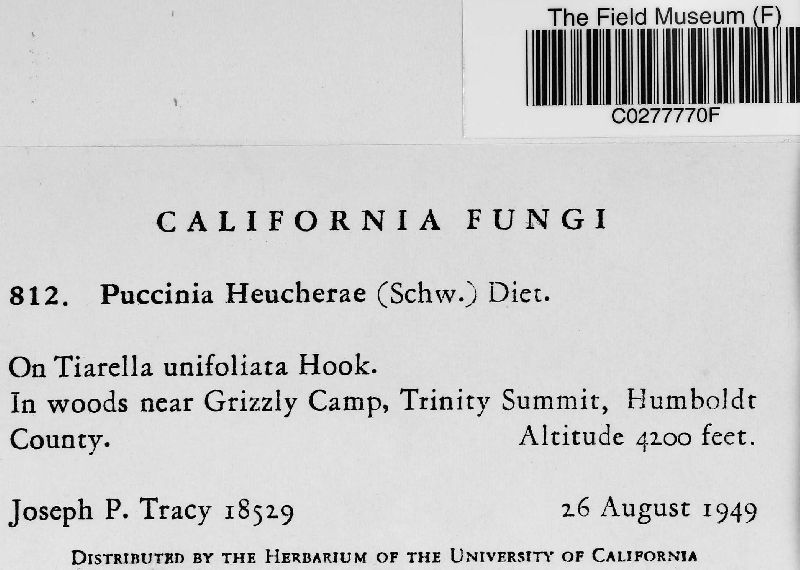 The Field Museum (F)
C0277770F
CALIFORNIA FUNGI
812. Puccinia Heucherae (Schw.) Diet.
On Tiarella unifoliata Hook.
In woods near Grizzly Camp, Trinity Summit, Humboldt
County. Altitude 4200 feet.
Joseph P. Tracy 18529 26 August 1949
DISTRIBUTED BY THE HERBARIUM OF THE UNIVERSITY OF CALIFORNIA